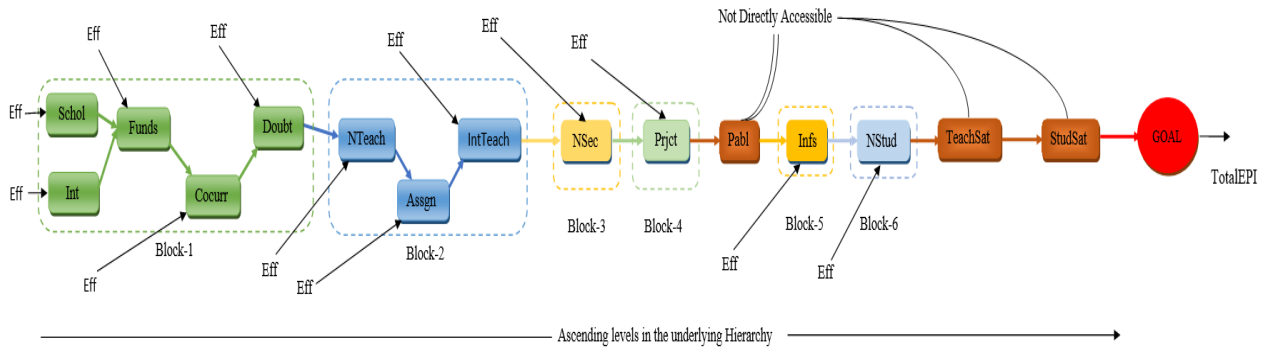 Not Directly Accessible
Eff
Eff
Eff
Eff
Eff
Eff
Schol
Funds
Doubt
NTeach
IntTeach
NSec
Prjct
Pabl
Infs
NStud
TeachSat
StudSat
GOAL
TotalEPI
Eff
Int
Cocurr
Assgn
Block-1
Block-2
Block-3
Block-4
Block-5
Block-6
Eff
Eff
Eff
Eff
Eff
Ascending levels in the underlying Hierarchy